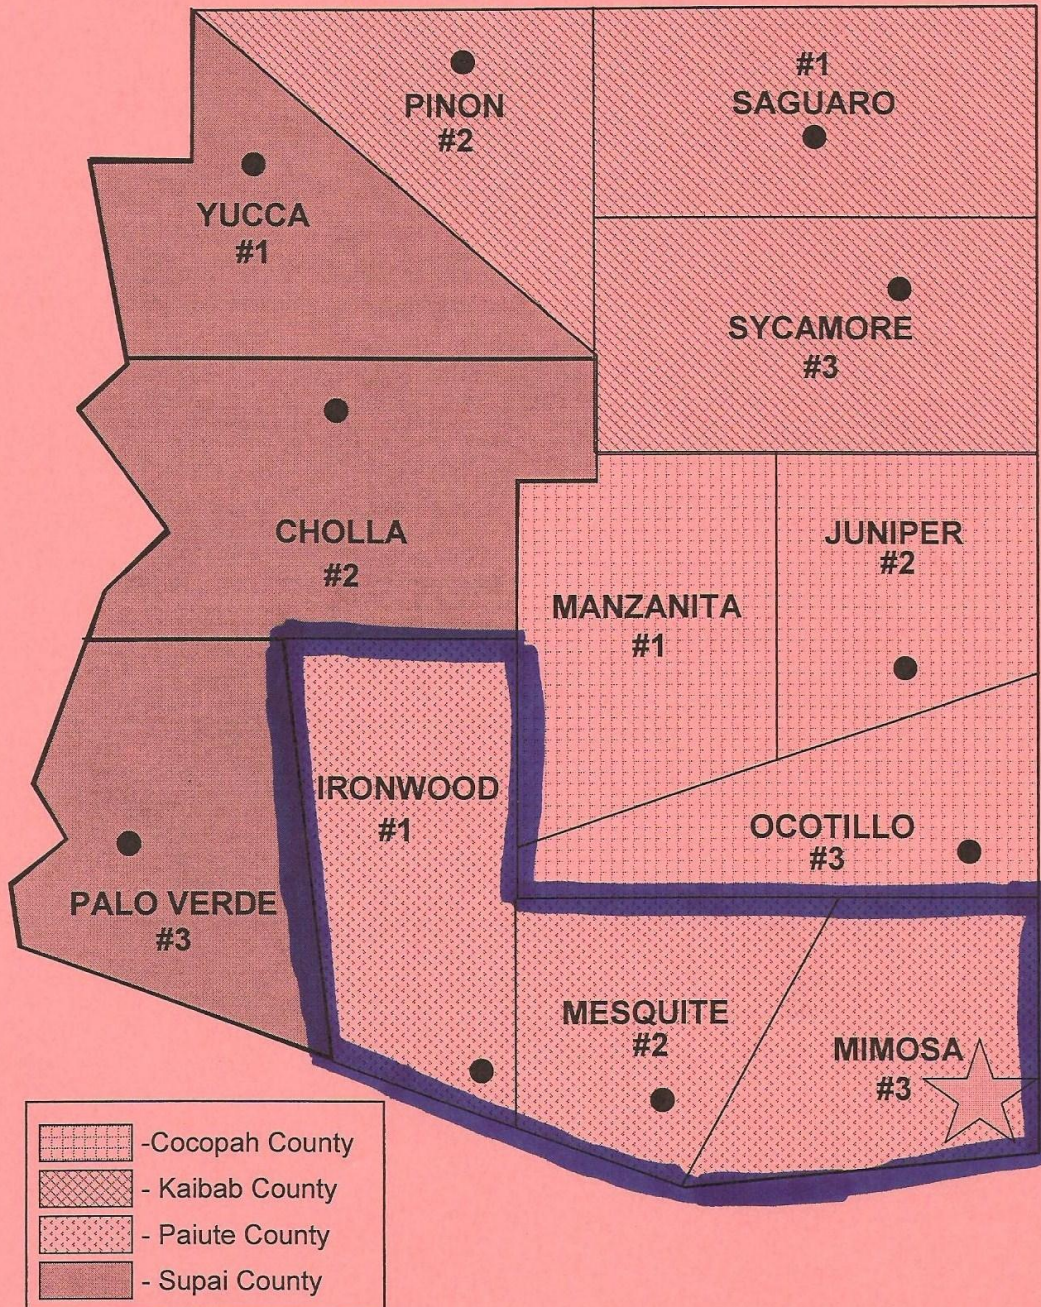 PINON
#2
#1
SAGUARO
YUCCA
#1
SYCAMORE
#3
CHOLLA
#2
JUNIPER
#2
MANZANITA
#1
IRONWOOD
#1
OCOTILLO
#3
PALO VERDE
#3
MESQUITE
#2
MIMOSA
#3
-Cocopah County
- Kaibab County
- Paiute County
- Supai County